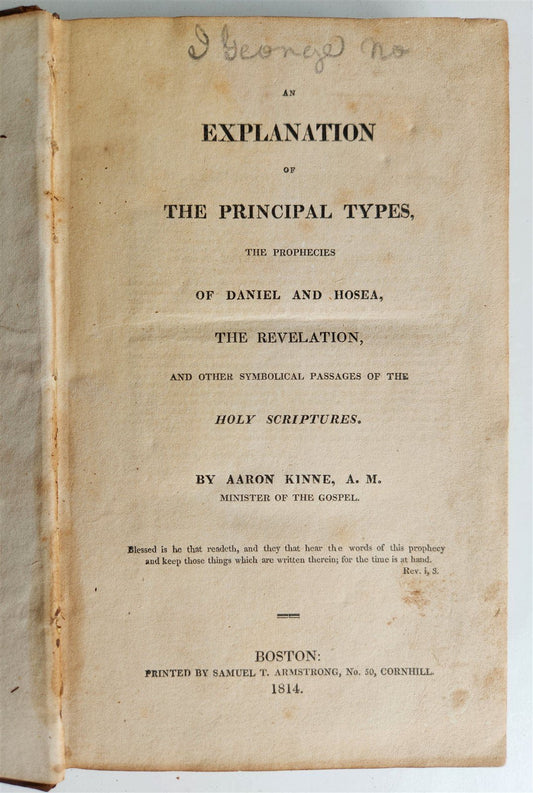 I George No
AN
EXPLANATION
OF
THE PRINCIPAL TYPES,
THE PROPHECIES
OF DANIEL AND HOSEA,
THE REVELATION,
AND OTHER SYMBOLICAL PASSAGES OF THE
HOLY SCRIPTURES.
BY AARON KINNE, A. M.
MINISTER OF THE GOSPEL.
Blessed is he that readeth, and they that hear the words of this prophecy
and keep those things which are written therein; for the time is at hand.
Rev. i, 3.
BOSTON:
PRINTED BY SAMUEL T. ARMSTRONG, No. 50, CORNHILL.
1814.